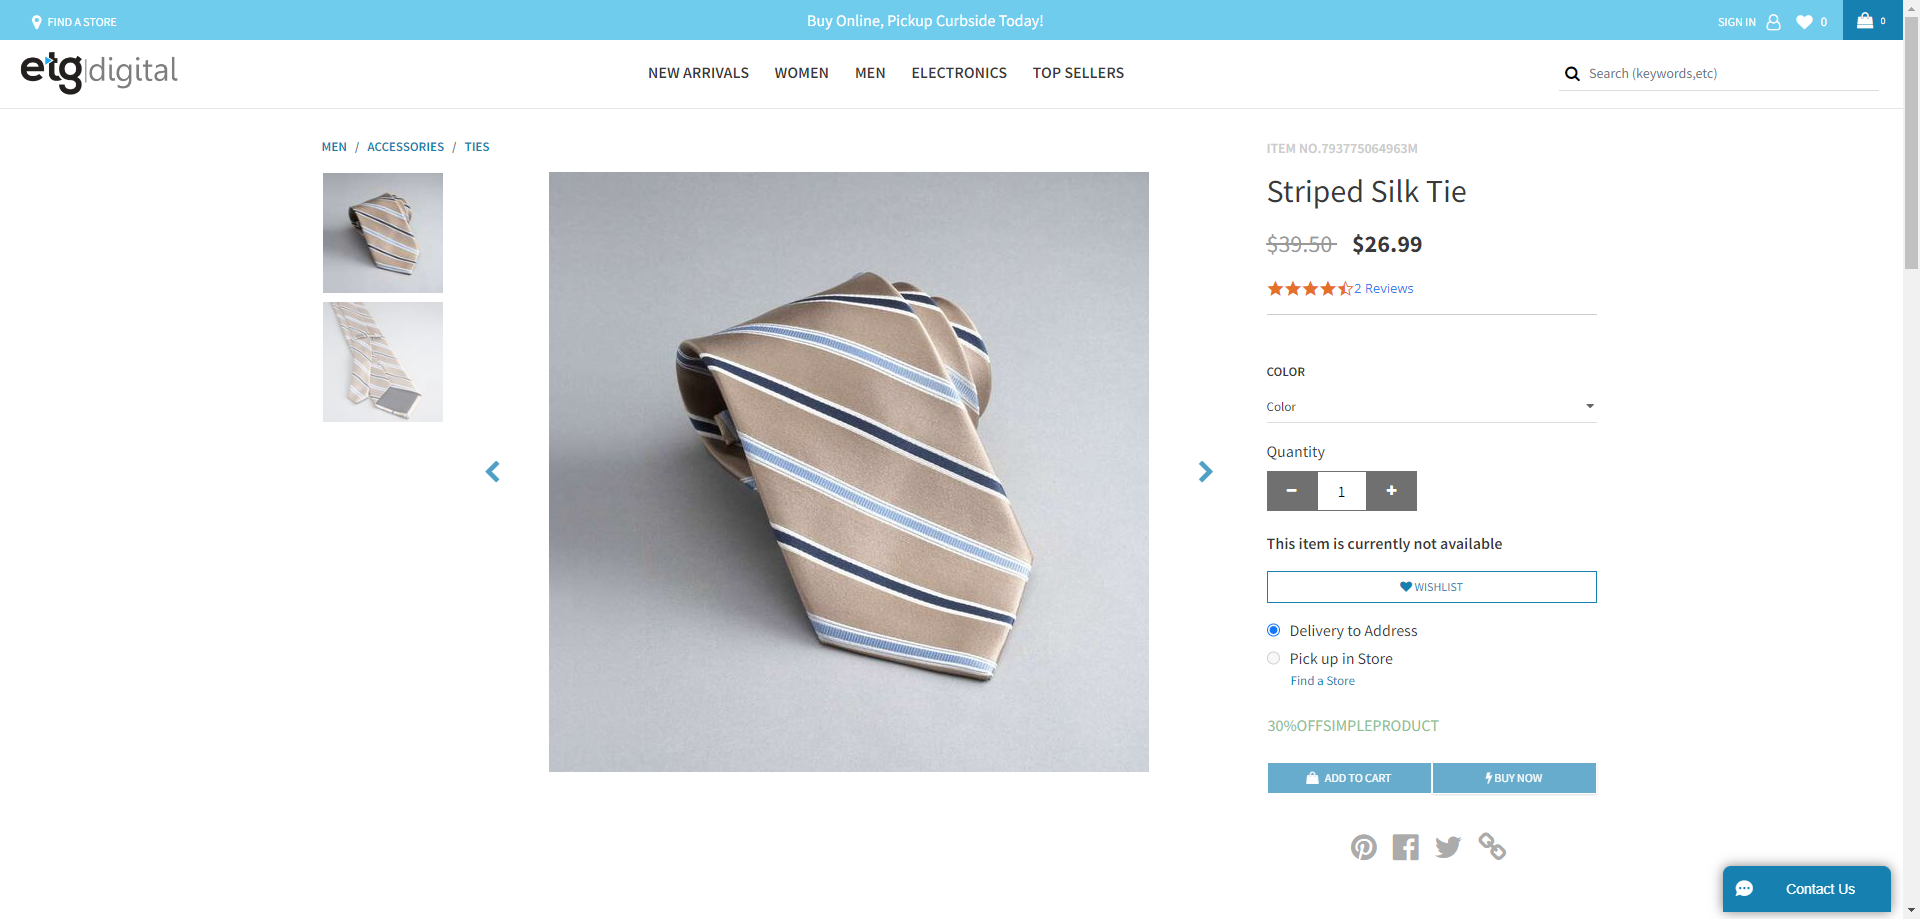 FIND A STORE
Buy Online, Pickup Curbside Today!
SIGN IN
0
0
etg|digital
NEW ARRIVALS
WOMEN
MEN
ELECTRONICS
TOP SELLERS
Search (keywords,etc)
MEN / ACCESSORIES / TIES
ITEM NO.793775064963M
Striped Silk Tie
$39.50 $26.99
2 Reviews
COLOR
Color
Quantity
− 1 +
This item is currently not available
WISHLIST
Delivery to Address
Pick up in Store
Find a Store
30%OFFSIMPLEPRODUCT
ADD TO CART
BUY NOW
Contact Us